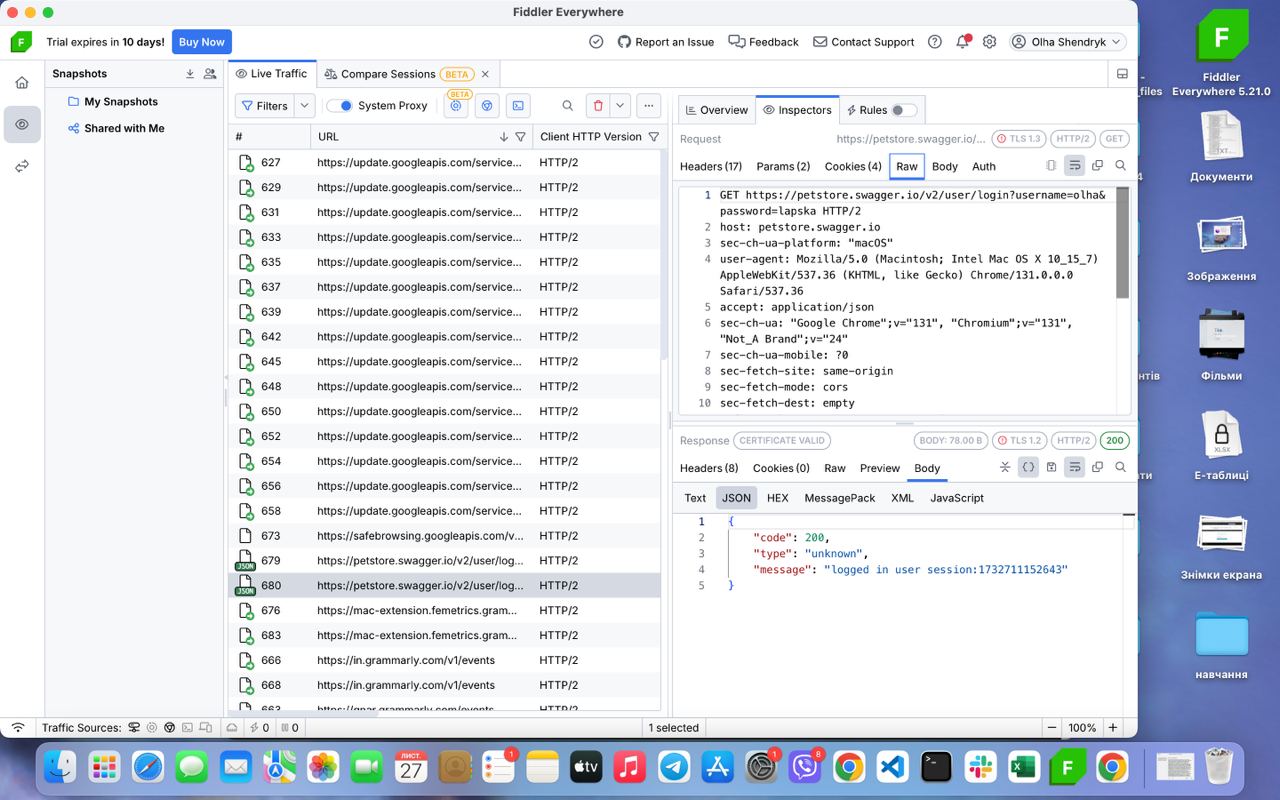 Fiddler Everywhere
F
Trial expires in 10 days!
Buy Now
Report an Issue
Feedback
Contact Support
Olha Shendryk
Snapshots
My Snapshots
Shared with Me
Live Traffic
Compare Sessions
BETA
Filters
System Proxy
BETA
#
URL
Client HTTP Version
627 https://update.googleapis.com/service... HTTP/2
629 https://update.googleapis.com/service... HTTP/2
631 https://update.googleapis.com/service... HTTP/2
633 https://update.googleapis.com/service... HTTP/2
635 https://update.googleapis.com/service... HTTP/2
637 https://update.googleapis.com/service... HTTP/2
639 https://update.googleapis.com/service... HTTP/2
642 https://update.googleapis.com/service... HTTP/2
645 https://update.googleapis.com/service... HTTP/2
648 https://update.googleapis.com/service... HTTP/2
650 https://update.googleapis.com/service... HTTP/2
652 https://update.googleapis.com/service... HTTP/2
654 https://update.googleapis.com/service... HTTP/2
656 https://update.googleapis.com/service... HTTP/2
658 https://update.googleapis.com/service... HTTP/2
673 https://safebrowsing.googleapis.com/v... HTTP/2
JSON 679 https://petstore.swagger.io/v2/user/log... HTTP/2
JSON 680 https://petstore.swagger.io/v2/user/log... HTTP/2
676 https://mac-extension.femetrics.gram... HTTP/2
683 https://mac-extension.femetrics.gram... HTTP/2
666 https://in.grammarly.com/v1/events HTTP/2
668 https://in.grammarly.com/v1/events HTTP/2
Overview
Inspectors
Rules
Request
https://petstore.swagger.io/...
TLS 1.3
HTTP/2
GET
Headers (17)
Params (2)
Cookies (4)
Raw
Body
Auth
1 GET https://petstore.swagger.io/v2/user/login?username=olha&
password=lapska HTTP/2
2 host: petstore.swagger.io
3 sec-ch-ua-platform: "macOS"
4 user-agent: Mozilla/5.0 (Macintosh; Intel Mac OS X 10_15_7)
AppleWebKit/537.36 (KHTML, like Gecko) Chrome/131.0.0.0
Safari/537.36
5 accept: application/json
6 sec-ch-ua: "Google Chrome";v="131", "Chromium";v="131",
"Not_A Brand";v="24"
7 sec-ch-ua-mobile: ?0
8 sec-fetch-site: same-origin
9 sec-fetch-mode: cors
10 sec-fetch-dest: empty
Response
CERTIFICATE VALID
BODY: 78.00 B
TLS 1.2
HTTP/2
200
Headers (8)
Cookies (0)
Raw
Preview
Body
Text
JSON
HEX
MessagePack
XML
JavaScript
1 {
2 "code": 200,
3 "type": "unknown",
4 "message": "logged in user session:1732711152643"
5 }
Traffic Sources:
0
0
1 selected
100%
F
Fiddler
Everywhere 5.21.0
_files
TXT
Документи
Зображення
Фільми
нтів
XLSX
Е-таблиці
ти
Знімки екрана
навчання
ЛИСТ.
27
1
tv
1
8
F